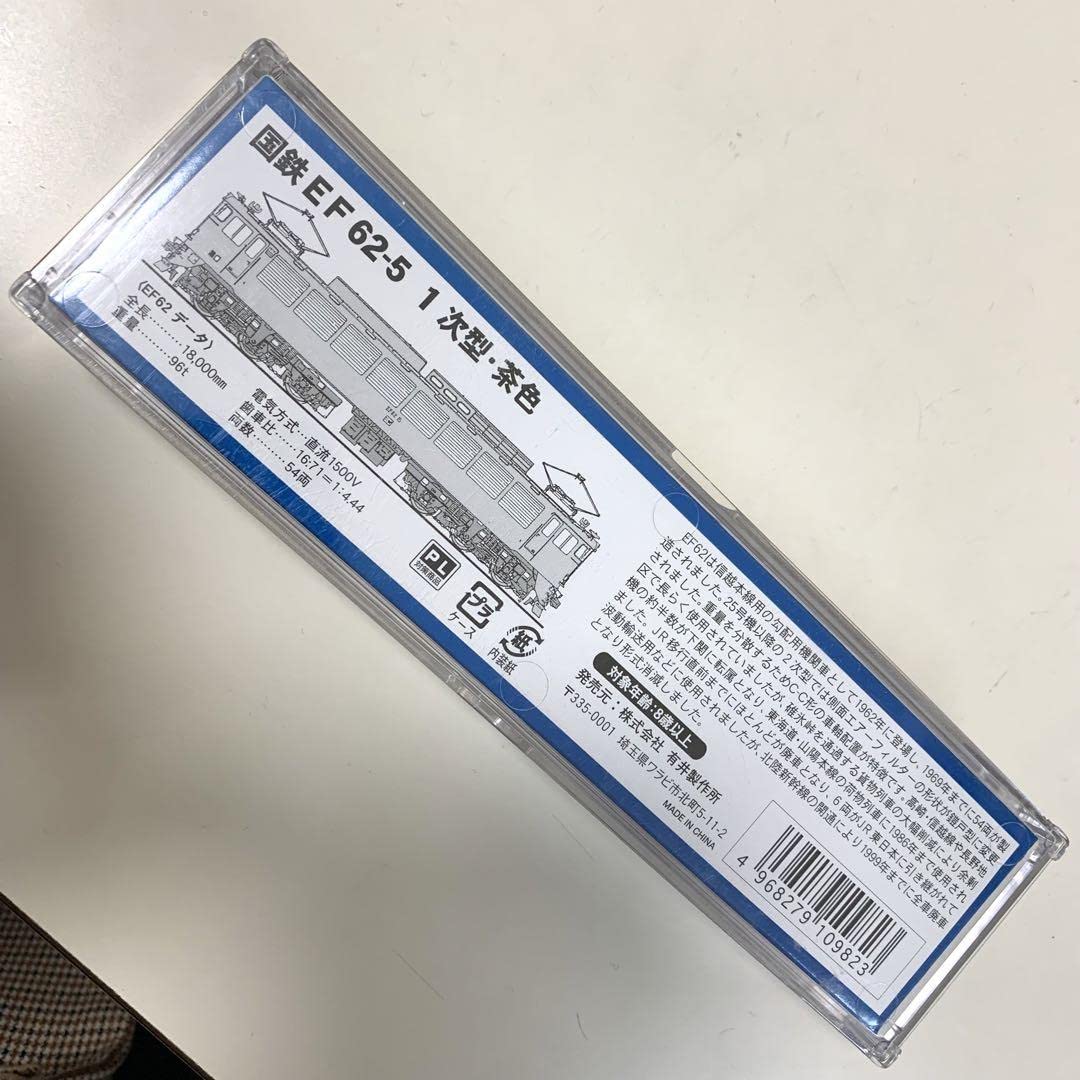 国鉄EF62-5 1次型・茶色
EF62-5
〈EF62 データ〉
全長………18,000mm
重量………96t
電気方式…直流1500V
歯車比……16:71=1:4.44
両数………54両
PL
対策商品
プラ
ケース
紙
内装紙
EF62は信越本線用の勾配用機関車として1962年に登場し、1969年までに54両が製
造されました。25号機以降の2次型では側面エアーフィルターの形状が鎧戸型に変更
されました。重量を分散するためC-C形の車軸配置が特徴です。高崎・信越線や長野地
区で長らく使用されていましたが、碓氷峠を通過する貨物列車の大幅削減により余剰
機の約半数が下関へ転属となり、東海道・山陽本線の荷物列車に1986年まで使用され
ました。JR移行直前までにほとんどが廃車となり、6両がJR東日本に引き継がれて
波動輸送用などに使用されましたが、北陸新幹線の開通により1999年までに全車廃車
となり形式消滅しました。
対象年齢:8歳以上
発売元:株式会社 有井製作所
〒335-0001 埼玉県ワラビ市北町5-11-2
MADE IN CHINA
4 968279 109823